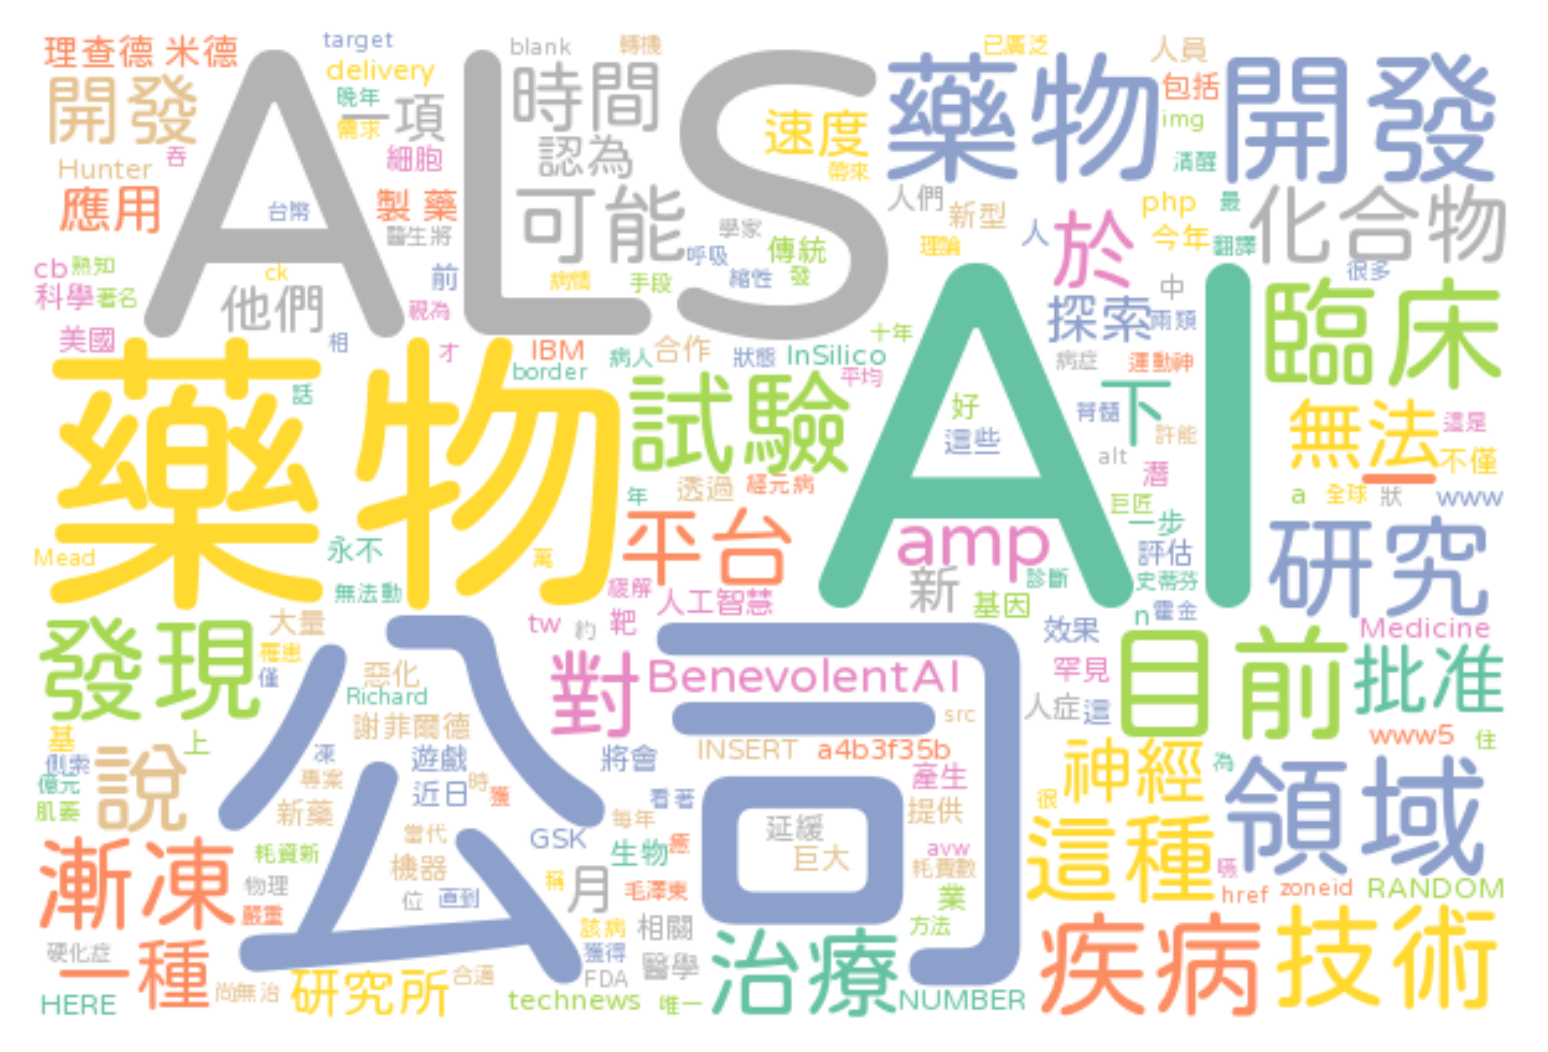 理查德 米德
target
blank
轉機
已廣泛
人員
開發
delivery
晚年
一項
時間
ALS
速度
藥物開發
包括
img
需求
細胞
認為
帶來
清醒
Hunter
吞
應用
台幣
製 藥
醫生將
可能
學家
人們
新型
php
最
化合物
理論
人
於
今年
翻譯
cb
熟知
ck
前
病情
手段
呼吸
縮性
傳統
發
很多
科學
著名
他們
視為
中
探索
兩類
臨床
美國
相
才
IBM
border
病人
合作
狀態
InSilico
十年
平均
病症
運動神
藥物
話
試驗
AI
好
這些
脊髓
下
許能
無法
這是
alt
潛
不僅
年
透過
經元病
巨匠
一步
a
全球
狀
www
平台
amp
評估
研究
Mead
永不
萬
無法動
緩解
人工智慧
新
診斷
基因
史蒂芬
n
霍金
發現
大量
罹患
僅
tw
約
靶
效果
Medicine
公司
惡化
Richard
對
BenevolentAI
罕見
目前
批准
人症
這
謝菲爾德
src
基
上
側索
凍
遊戲
將會
INSERT
a4b3f35b
www5
住
億元
說
專案
時
近日
獲
看著
產生
神經
為
領域
肌萎
新藥
每年
延緩
提供
很
當代
GSK
漸凍
耗資新
機器
生物
癒
巨大
avw
耗費數
這種
物理
位
直到
稱
月
毛澤東
業
href
zoneid
RANDOM
嚴重
該病
相關
方法
硬化症
一種
獲得
治療
疾病
技術
尚無治
研究所
合適
FDA
醫學
HERE
technews
唯一
NUMBER